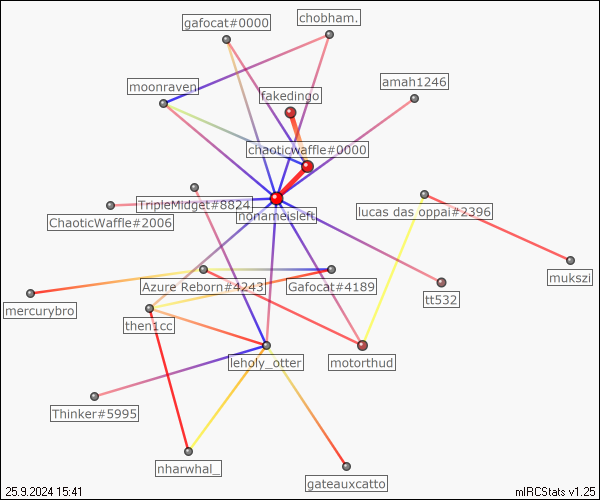 gafocat#0000
chobham.
moonraven
amah1246
fakedingo
chaoticwaffle#0000
TripleMidget#8824
ChaoticWaffle#2006
nonameisleft
lucas das oppai#2396
mukszi
Azure Reborn#4243
Gafocat#4189
tt532
mercurybro
then1cc
leholy_otter
motorthud
Thinker#5995
nharwhal_
gateauxcatto
25.9.2024 15:41
mIRCStats v1.25